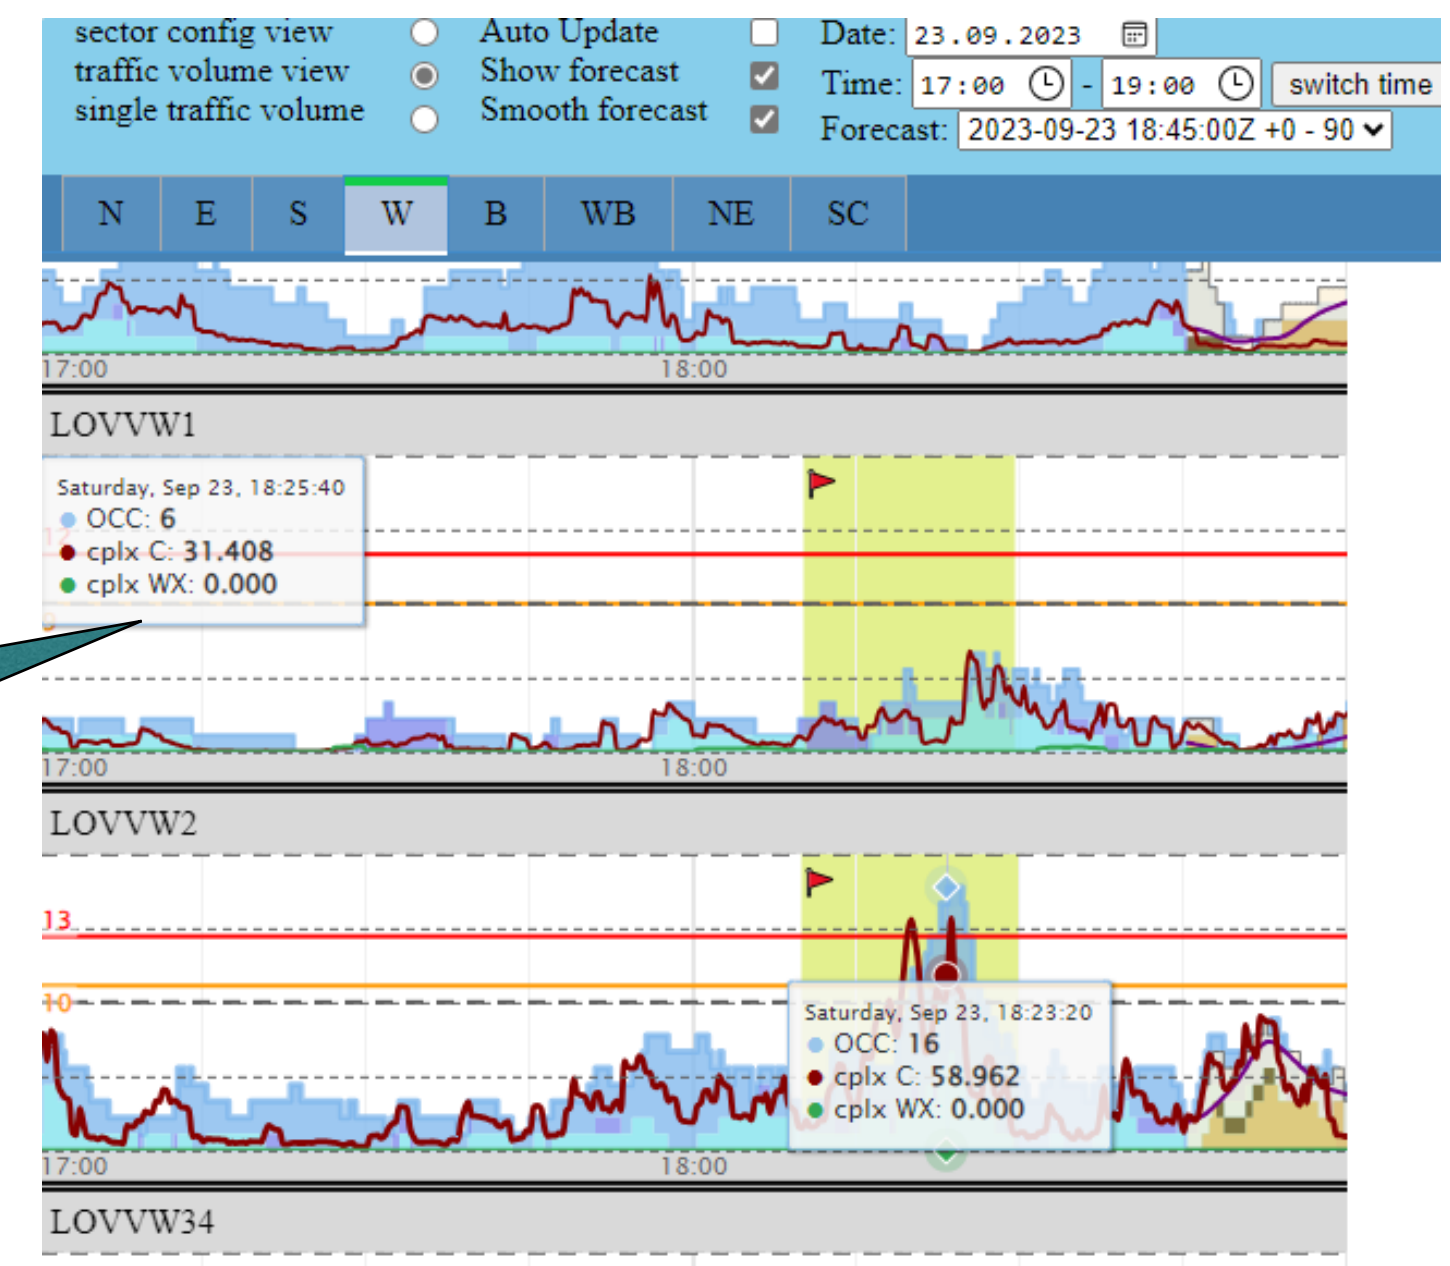 sector config view
Auto Update
Date: 23.09.2023
traffic volume view
Show forecast
Time: 17:00 - 19:00 switch time
single traffic volume
Smooth forecast
Forecast: 2023-09-23 18:45:00Z +0 - 90
N E S W B WB NE SC
17:00 18:00
LOVVW1
Saturday, Sep 23, 18:25:40
OCC: 6
12
cplx C: 31.408
cplx WX: 0.000
17:00 18:00
LOVVW2
13
10
Saturday, Sep 23, 18:23:20
OCC: 16
cplx C: 58.962
cplx WX: 0.000
17:00 18:00
LOVVW34